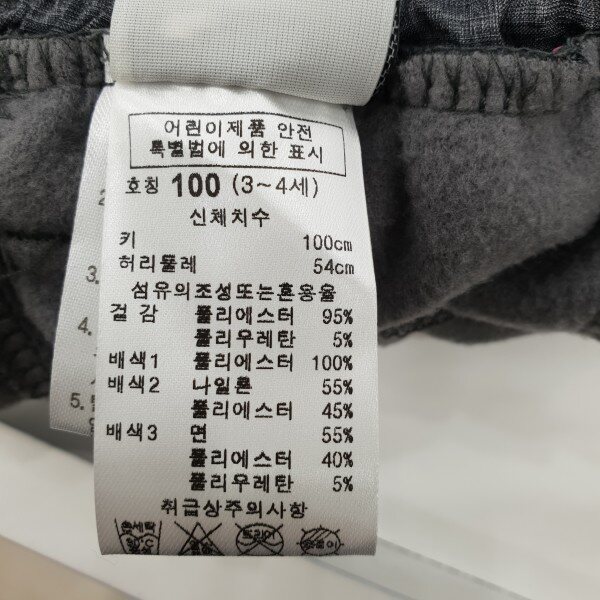 어린이제품 안전
특별법에 의한 표시
호칭 100 (3~4세)
신체치수
키 100cm
허리둘레 54cm
섬유의조성또는혼용율
겉 감 폴리에스터 95%
폴리우레탄 5%
배색1 폴리에스터 100%
배색2 나일론 55%
폴리에스터 45%
배색3 면 55%
폴리에스터 40%
폴리우레탄 5%
취급상주의사항
3.
4.
5.